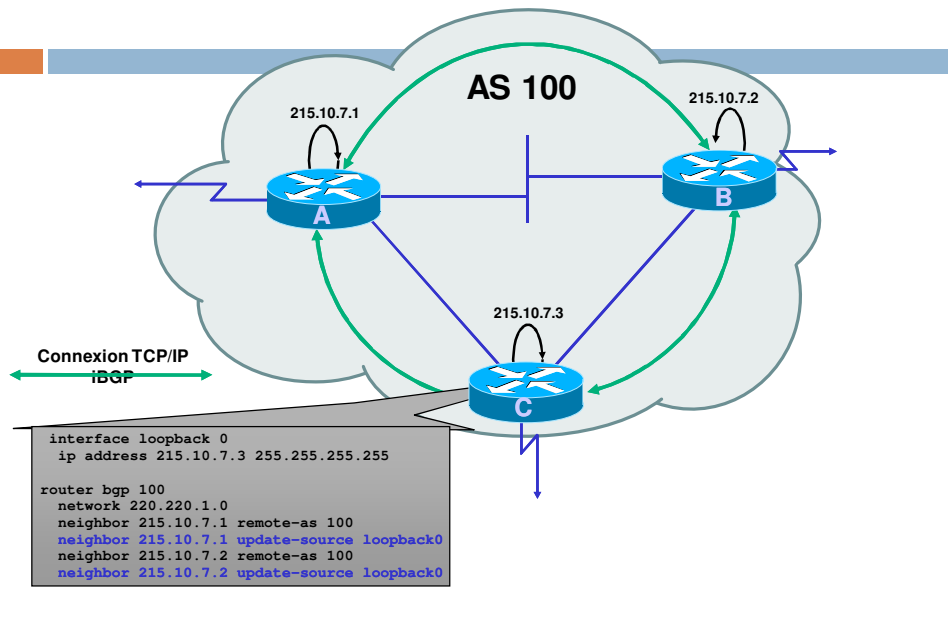 AS 100
215.10.7.1
215.10.7.2
A
B
215.10.7.3
C
Connexion TCP/IP
iBGP
interface loopback 0
ip address 215.10.7.3 255.255.255.255
router bgp 100
network 220.220.1.0
neighbor 215.10.7.1 remote-as 100
neighbor 215.10.7.1 update-source loopback0
neighbor 215.10.7.2 remote-as 100
neighbor 215.10.7.2 update-source loopback0